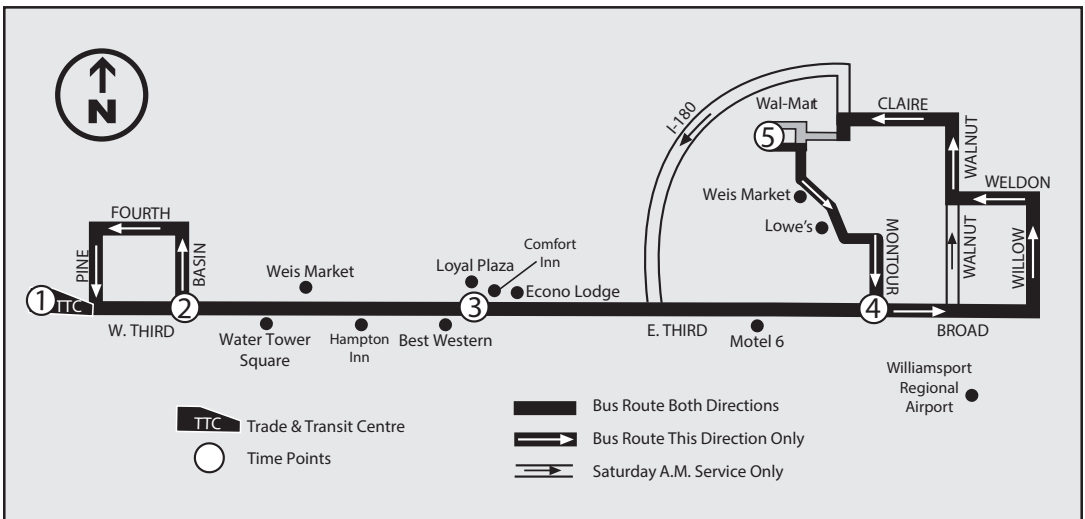 N
I-180
Wal-Mart
5
CLAIRE
WALNUT
WELDON
Weis Market
Lowe's
MONTOUR
WALNUT
WILLOW
FOURTH
PINE
BASIN
Weis Market
Loyal Plaza
Comfort
Inn
Econo Lodge
1
TTC
2
3
4
W. THIRD
Water Tower
Square
Hampton
Inn
Best Western
E. THIRD
Motel 6
BROAD
Williamsport
Regional
Airport
TTC
Trade & Transit Centre
Time Points
Bus Route Both Directions
Bus Route This Direction Only
Saturday A.M. Service Only